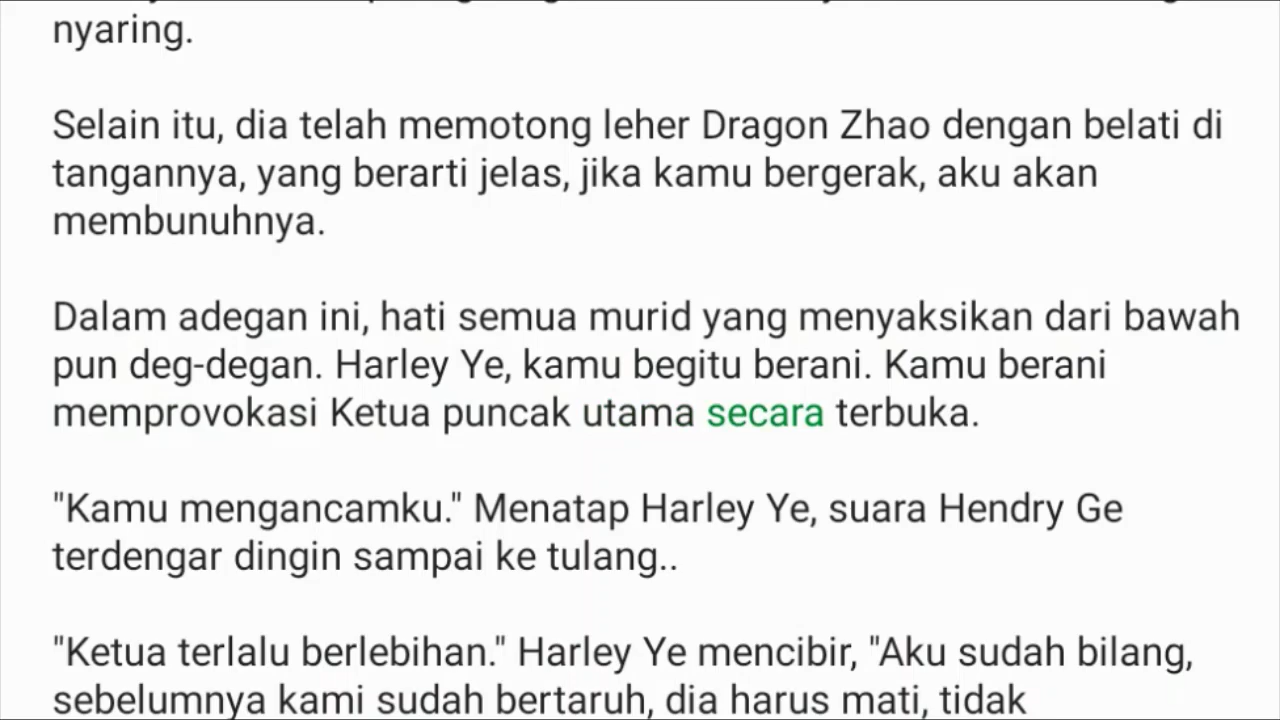 nyaring.
Selain itu, dia telah memotong leher Dragon Zhao dengan belati di
tangannya, yang berarti jelas, jika kamu bergerak, aku akan
membunuhnya.
Dalam adegan ini, hati semua murid yang menyaksikan dari bawah
pun deg-degan. Harley Ye, kamu begitu berani. Kamu berani
memprovokasi Ketua puncak utama secara terbuka.
"Kamu mengancamku." Menatap Harley Ye, suara Hendry Ge
terdengar dingin sampai ke tulang..
"Ketua terlalu berlebihan." Harley Ye mencibir, "Aku sudah bilang,
sebelumnya kami sudah bertaruh, dia harus mati, tidak